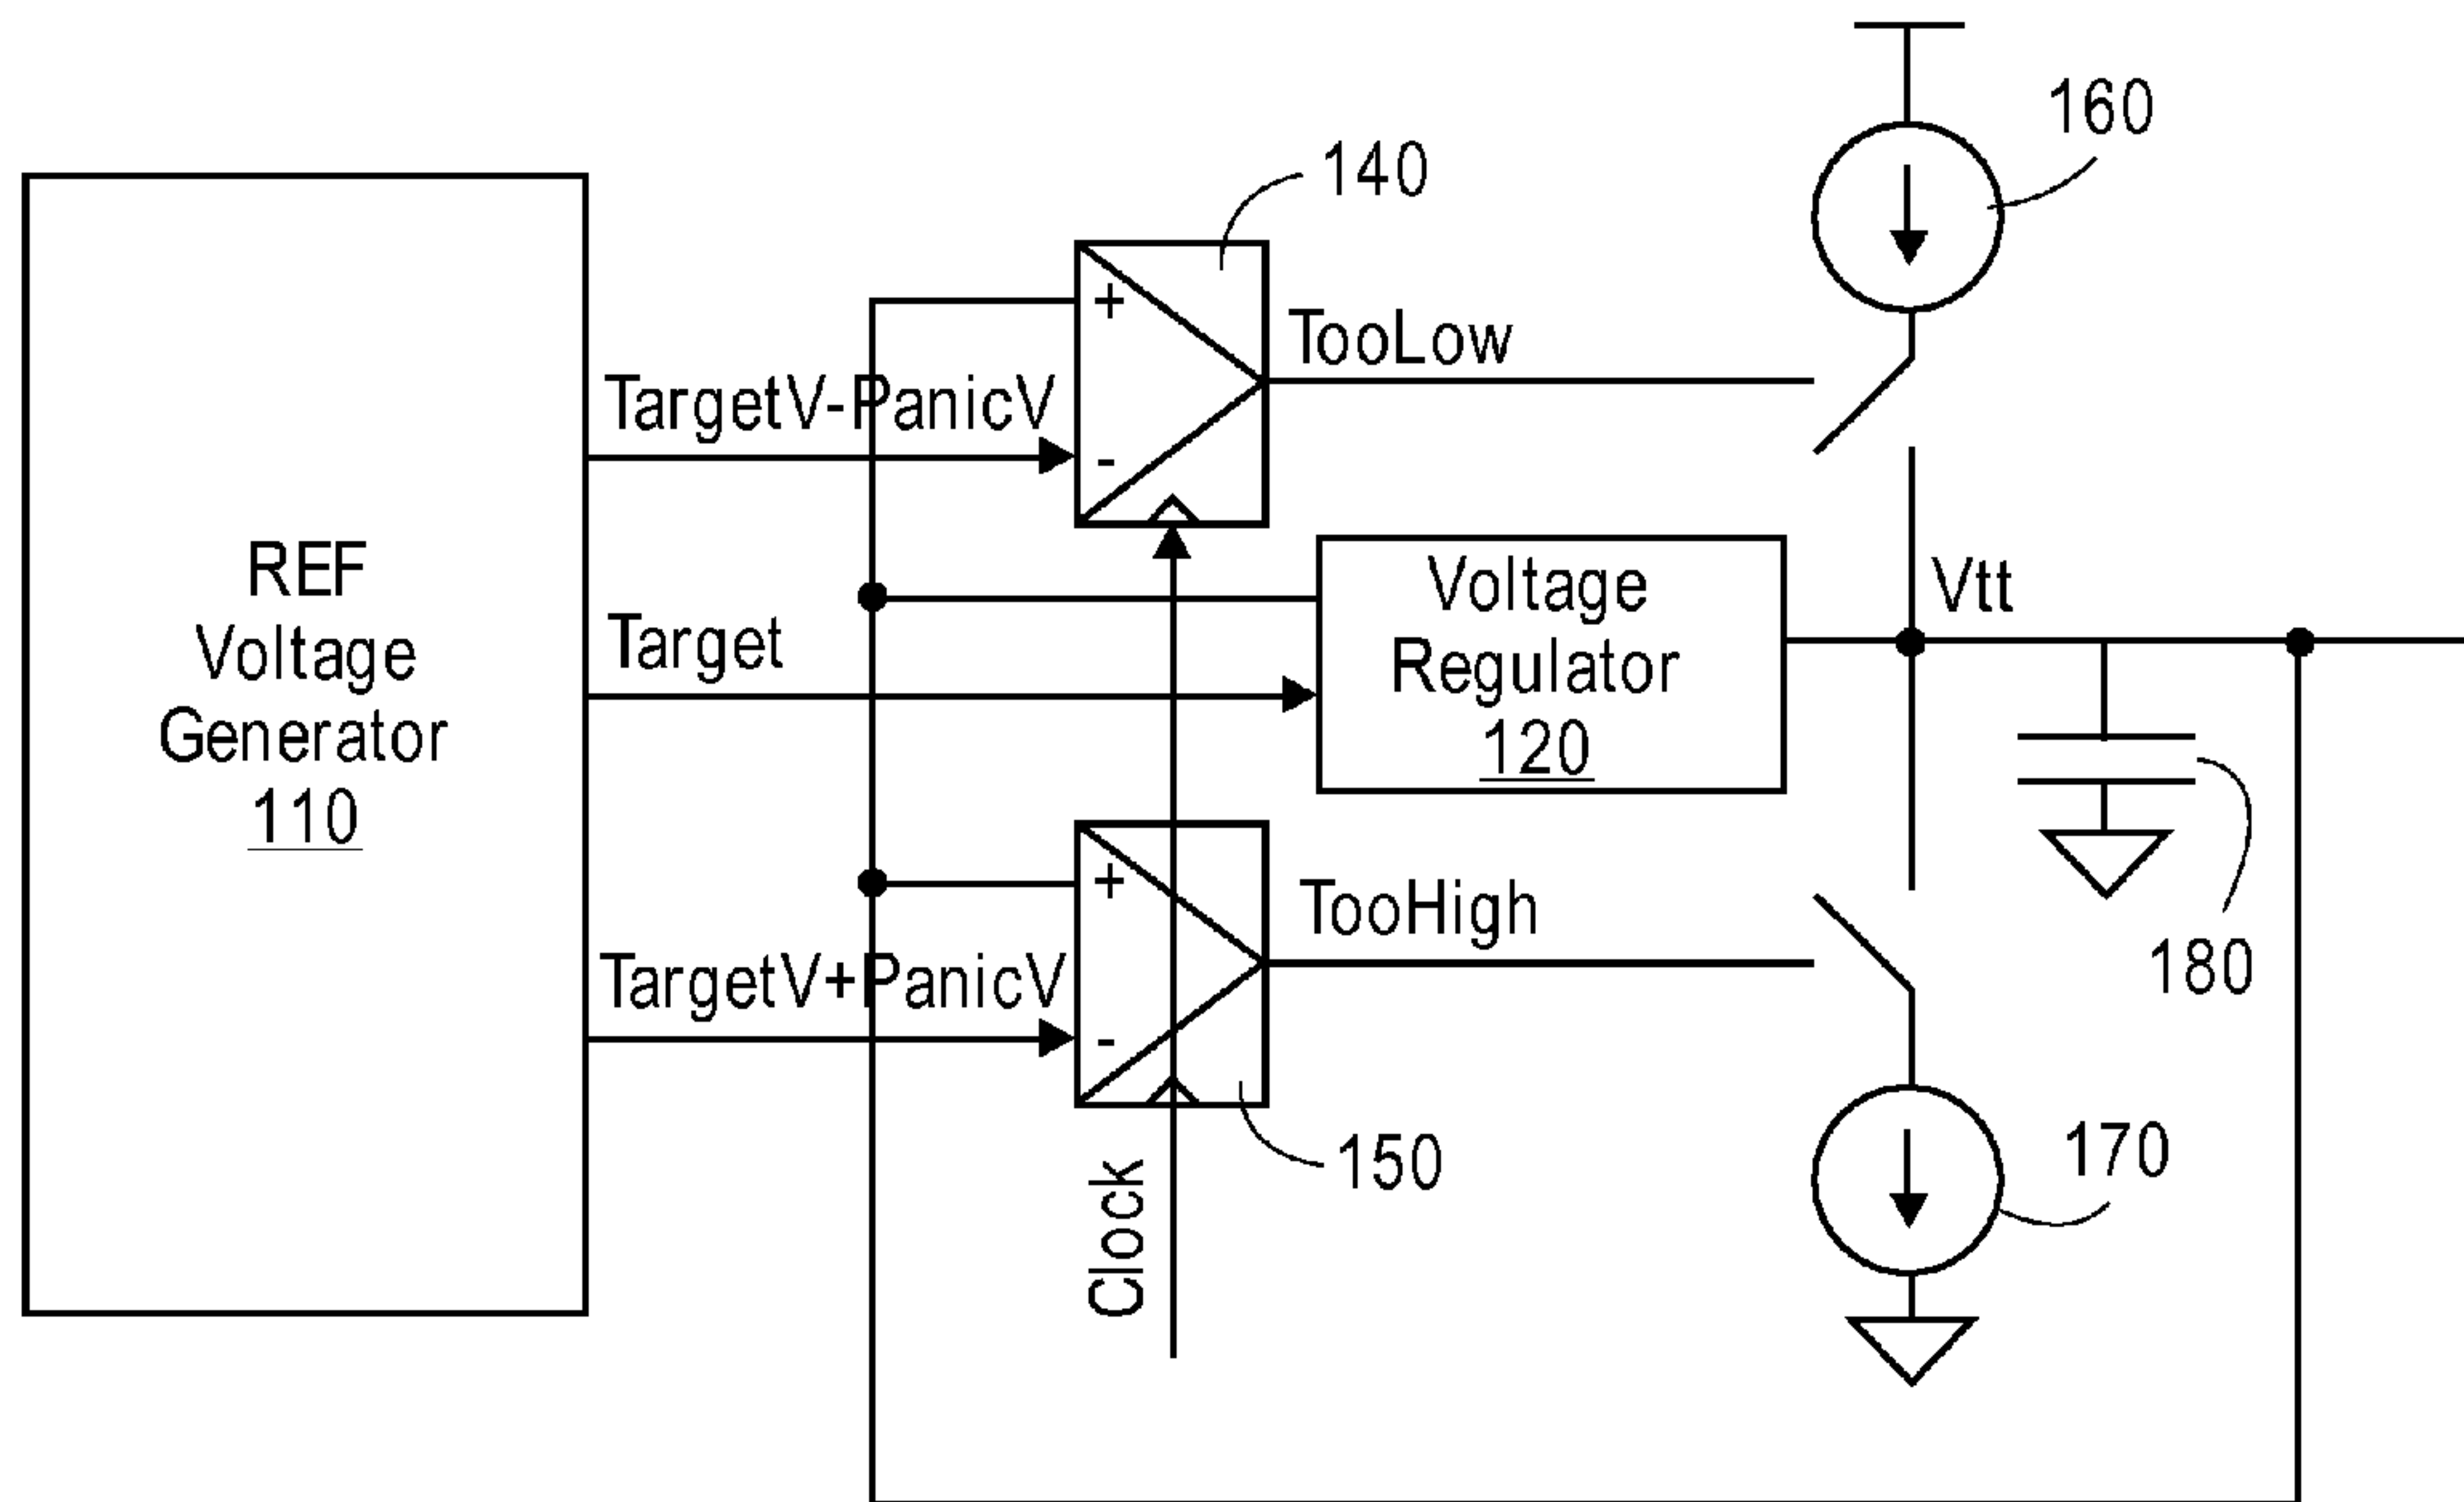 160
140
+
TooLow
TargetV-PanicV
-
REF
Voltage
Generator
110
Target
Voltage
Regulator
120
Vtt
+
TooHigh
TargetV+PanicV
-
180
150
170
Clock